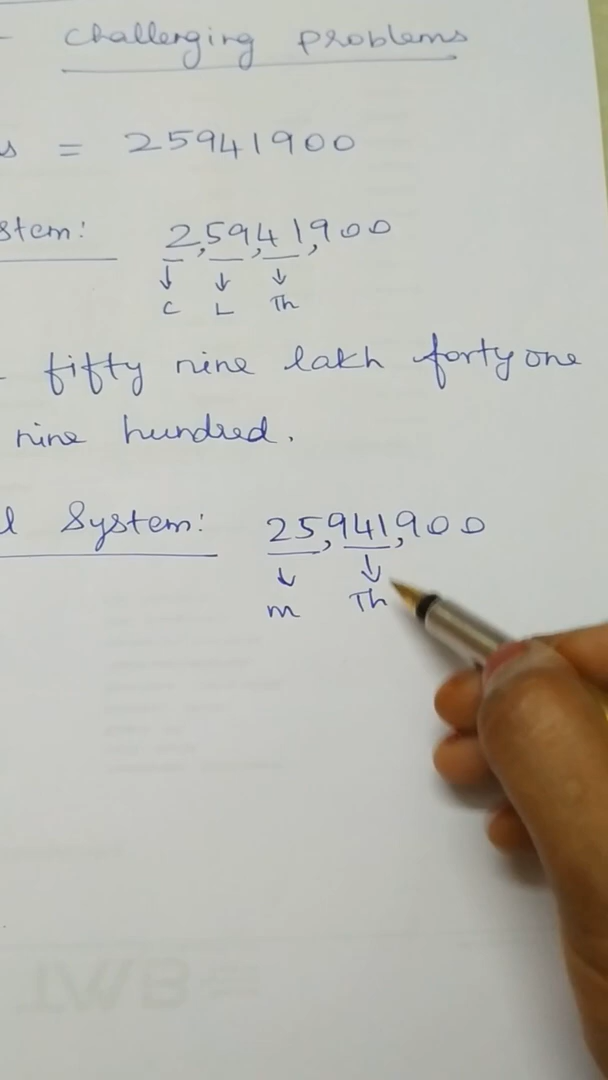 - challenging problems
s = 25941900
stem: 2,59,41,900
↓ ↓ ↓
C L Th
- fifty nine lakh forty one
nine hundred.
l System: 25,941,900
↓ ↓
m Th